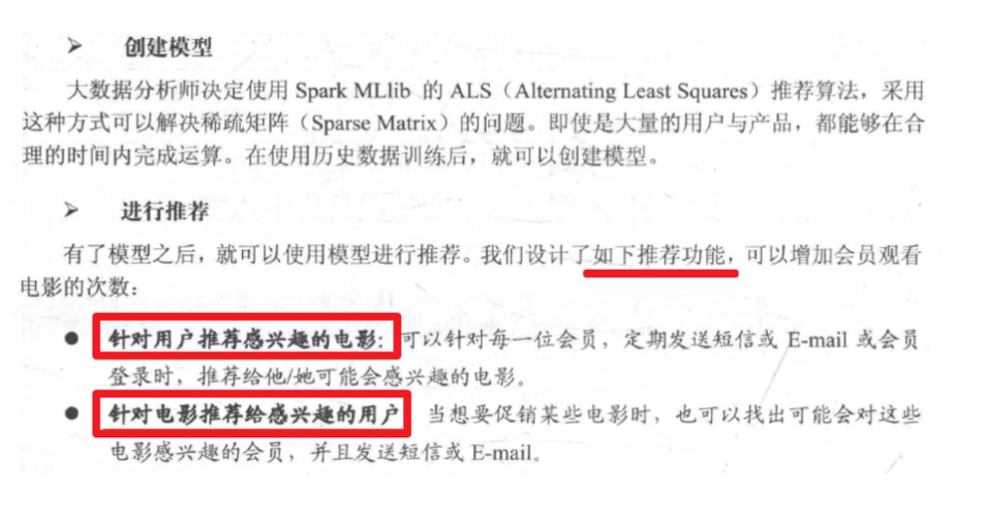 ➤ 创建模型
大数据分析师决定使用 Spark MLlib 的 ALS（Alternating Least Squares）推荐算法，采用
这种方式可以解决稀疏矩阵（Sparse Matrix）的问题。即使是大量的用户与产品，都能够在合
理的时间内完成运算。在使用历史数据训练后，就可以创建模型。
➤ 进行推荐
有了模型之后，就可以使用模型进行推荐。我们设计了如下推荐功能，可以增加会员观看
电影的次数：
● 针对用户推荐感兴趣的电影：可以针对每一位会员，定期发送短信或 E-mail 或会员
登录时，推荐给他/她可能会感兴趣的电影。
● 针对电影推荐给感兴趣的用户 当想要促销某些电影时，也可以找出可能会对这些
电影感兴趣的会员，并且发送短信或 E-mail。